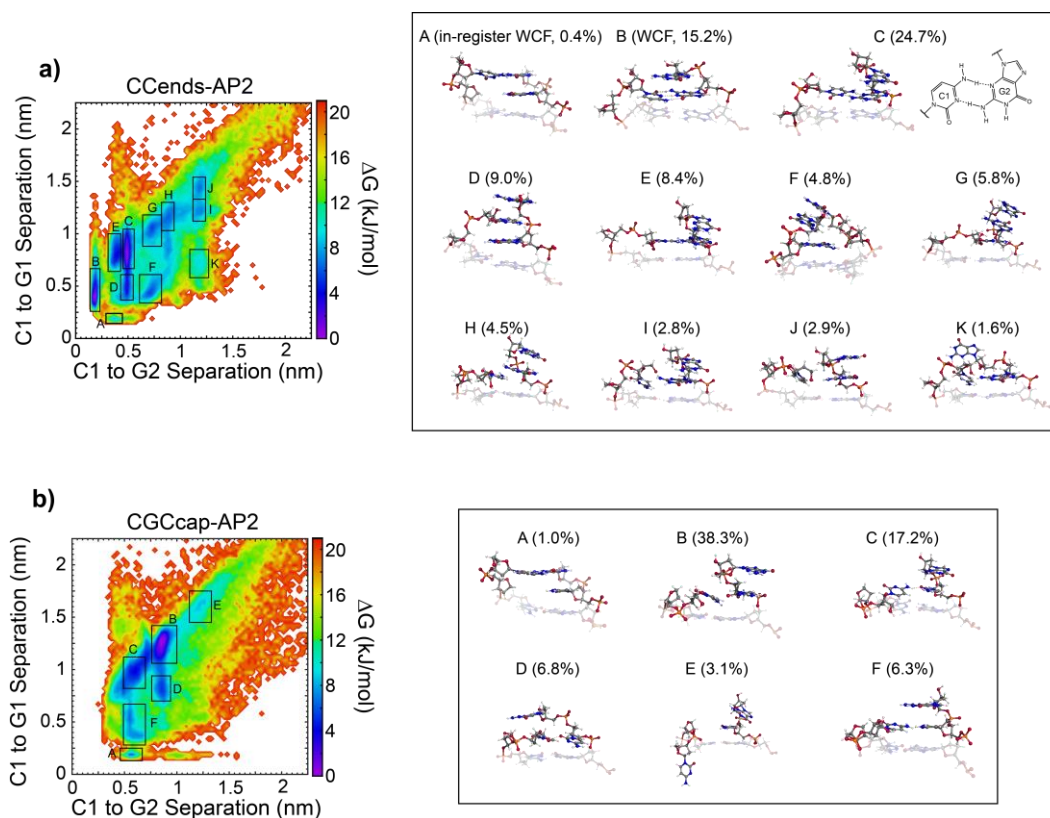 a)
CCends-AP2
C1 to G1 Separation (nm)
2
1.5
1
0.5
0
0
0.5
1
1.5
2
C1 to G2 Separation (nm)
A
B
C
D
E
F
G
H
I
J
K
20
16
12
8
4
0
ΔG (kJ/mol)
A (in-register WCF, 0.4%)
B (WCF, 15.2%)
C (24.7%)
G2
C1
N
H
N
N
H
N
O
N
N
H
N
H
N
O
H
H
D (9.0%)
E (8.4%)
F (4.8%)
G (5.8%)
H (4.5%)
I (2.8%)
J (2.9%)
K (1.6%)
b)
CGCcap-AP2
C1 to G1 Separation (nm)
2
1.5
1
0.5
0
0
0.5
1
1.5
2
C1 to G2 Separation (nm)
A
B
C
D
E
F
20
16
12
8
4
0
ΔG (kJ/mol)
A (1.0%)
B (38.3%)
C (17.2%)
D (6.8%)
E (3.1%)
F (6.3%)